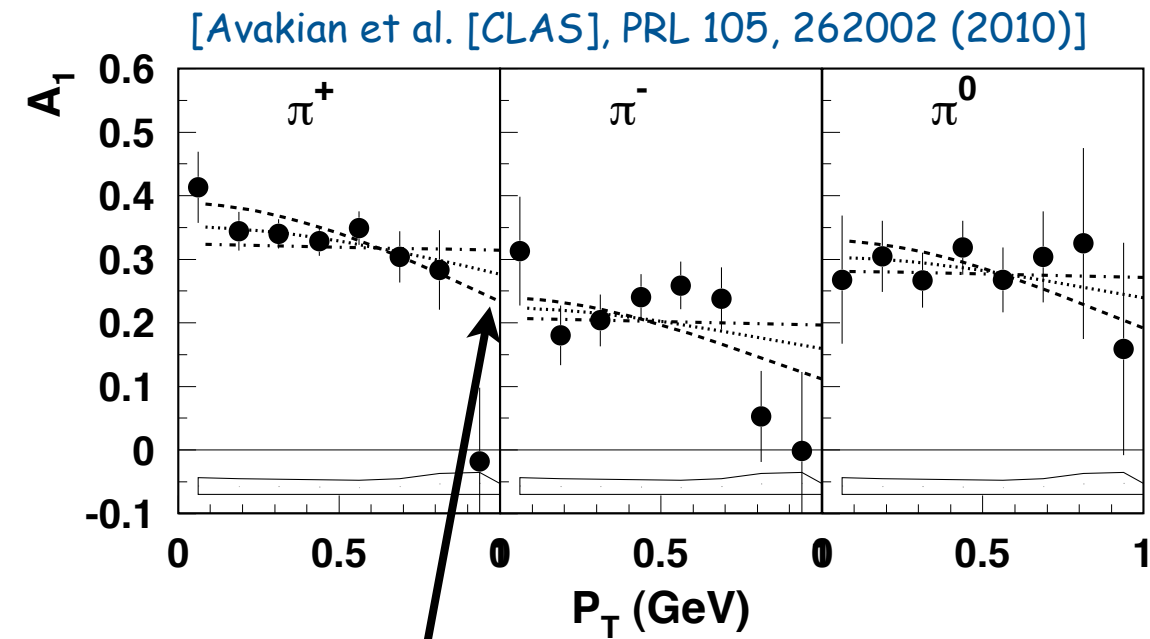 [Avakian et al. [CLAS], PRL 105, 262002 (2010)]
A₁
π⁺ π⁻ π⁰
0.6
0.5
0.4
0.3
0.2
0.1
0
-0.1
0 0.5 0 0.5 0 0.5 1
P_T (GeV)